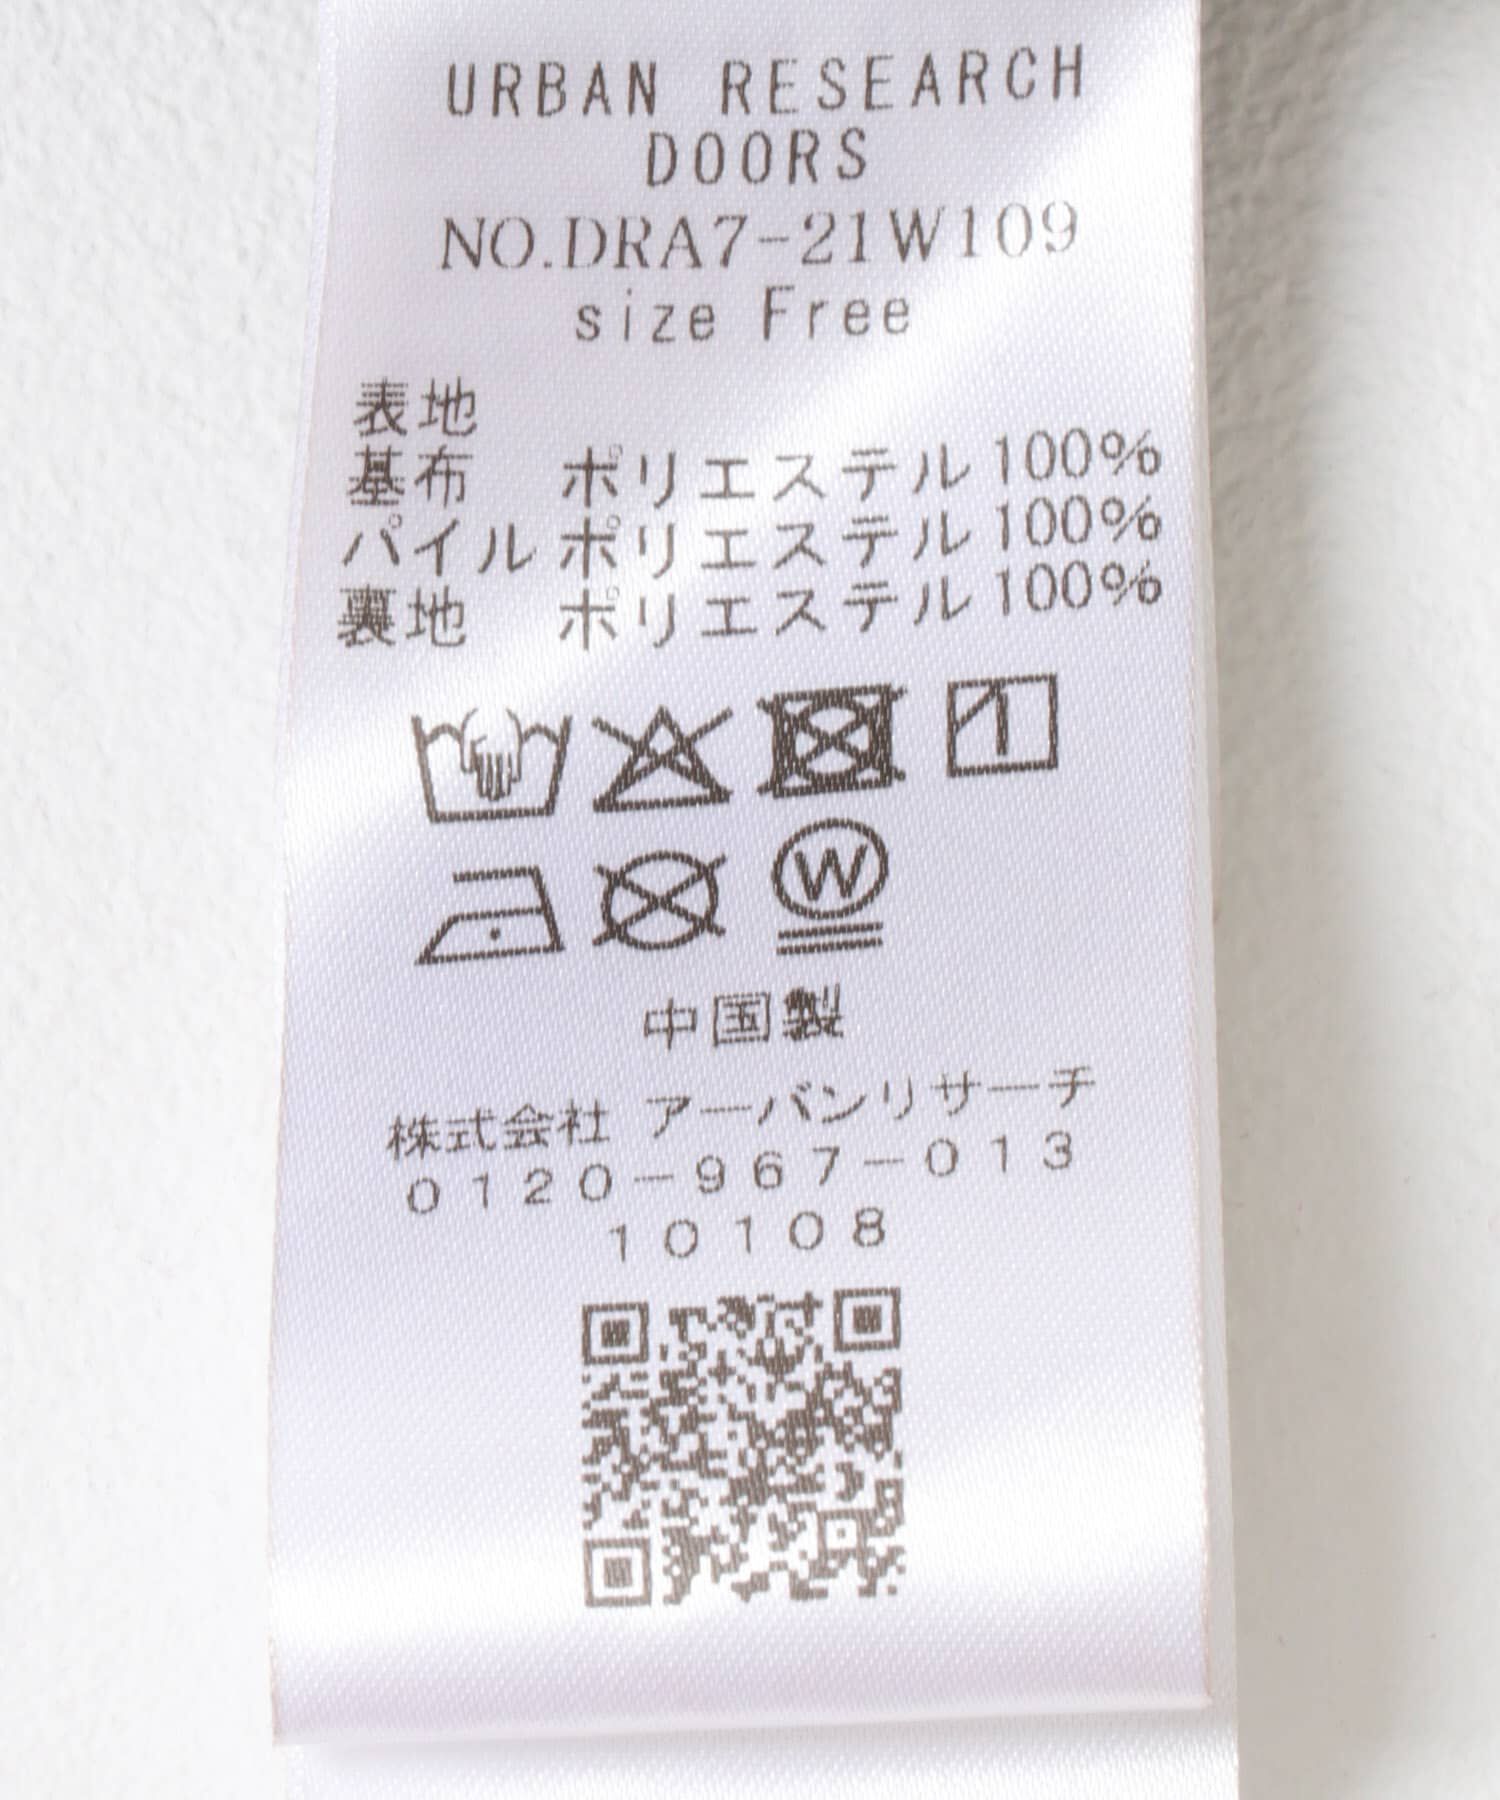 URBAN RESEARCH
DOORS
NO.DRA7-21W109
size Free
表地
基布 ポリエステル100%
パイル ポリエステル100%
裏地 ポリエステル100%
W
中国製
株式会社 アーバンリサーチ
0120-967-013
10108